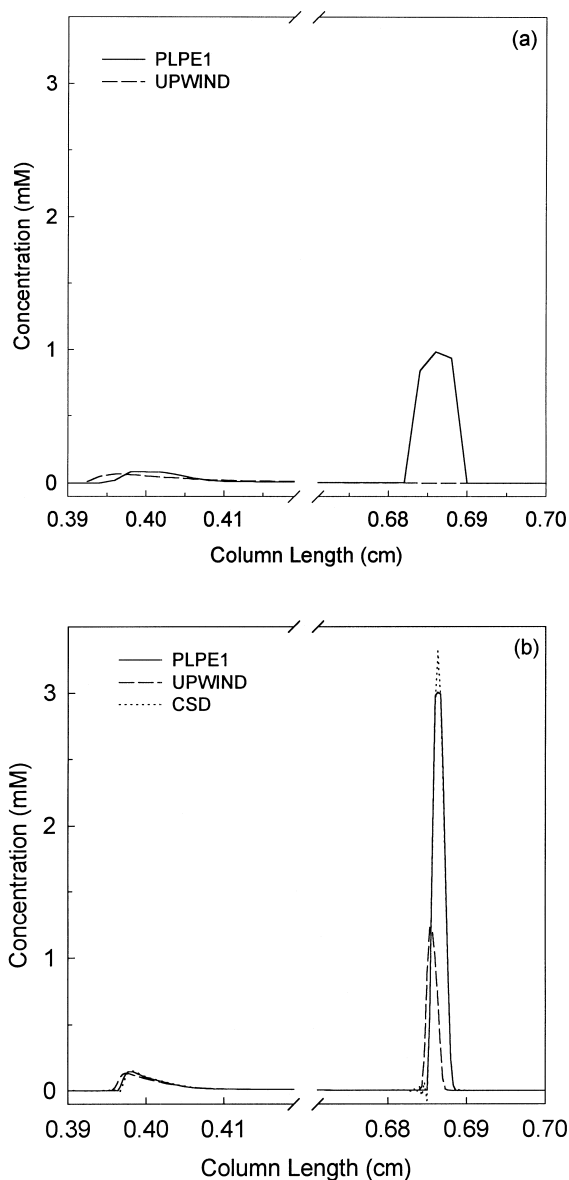 (a)
PLPE1
UPWIND
3
2
1
0
Concentration (mM)
0.39 0.40 0.41 0.68 0.69 0.70
Column Length (cm)
(b)
PLPE1
UPWIND
CSD
3
2
1
0
Concentration (mM)
0.39 0.40 0.41 0.68 0.69 0.70
Column Length (cm)